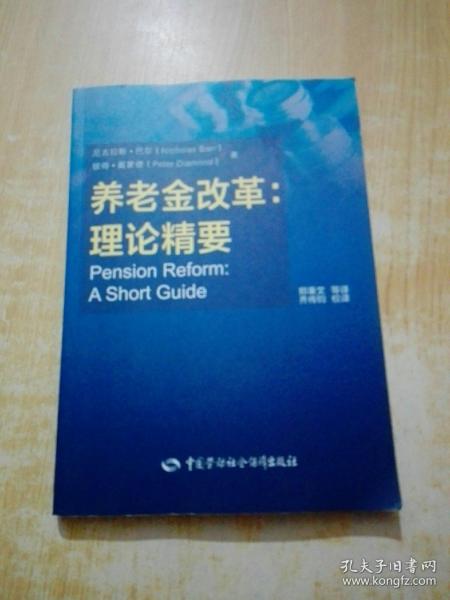 尼古拉斯·巴尔（Nicholas Barr）
彼得·戴蒙德（Peter Diamond）
著
养老金改革：
理论精要
Pension Reform:
A Short Guide
郑秉文 等译
齐传钧 校译
中国劳动社会保障出版社
孔夫子旧书网
www.kongfz.com